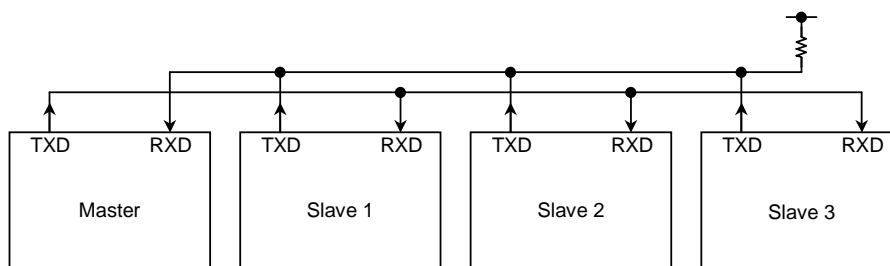 TXD RXD TXD RXD TXD RXD TXD RXD
Master Slave 1 Slave 2 Slave 3